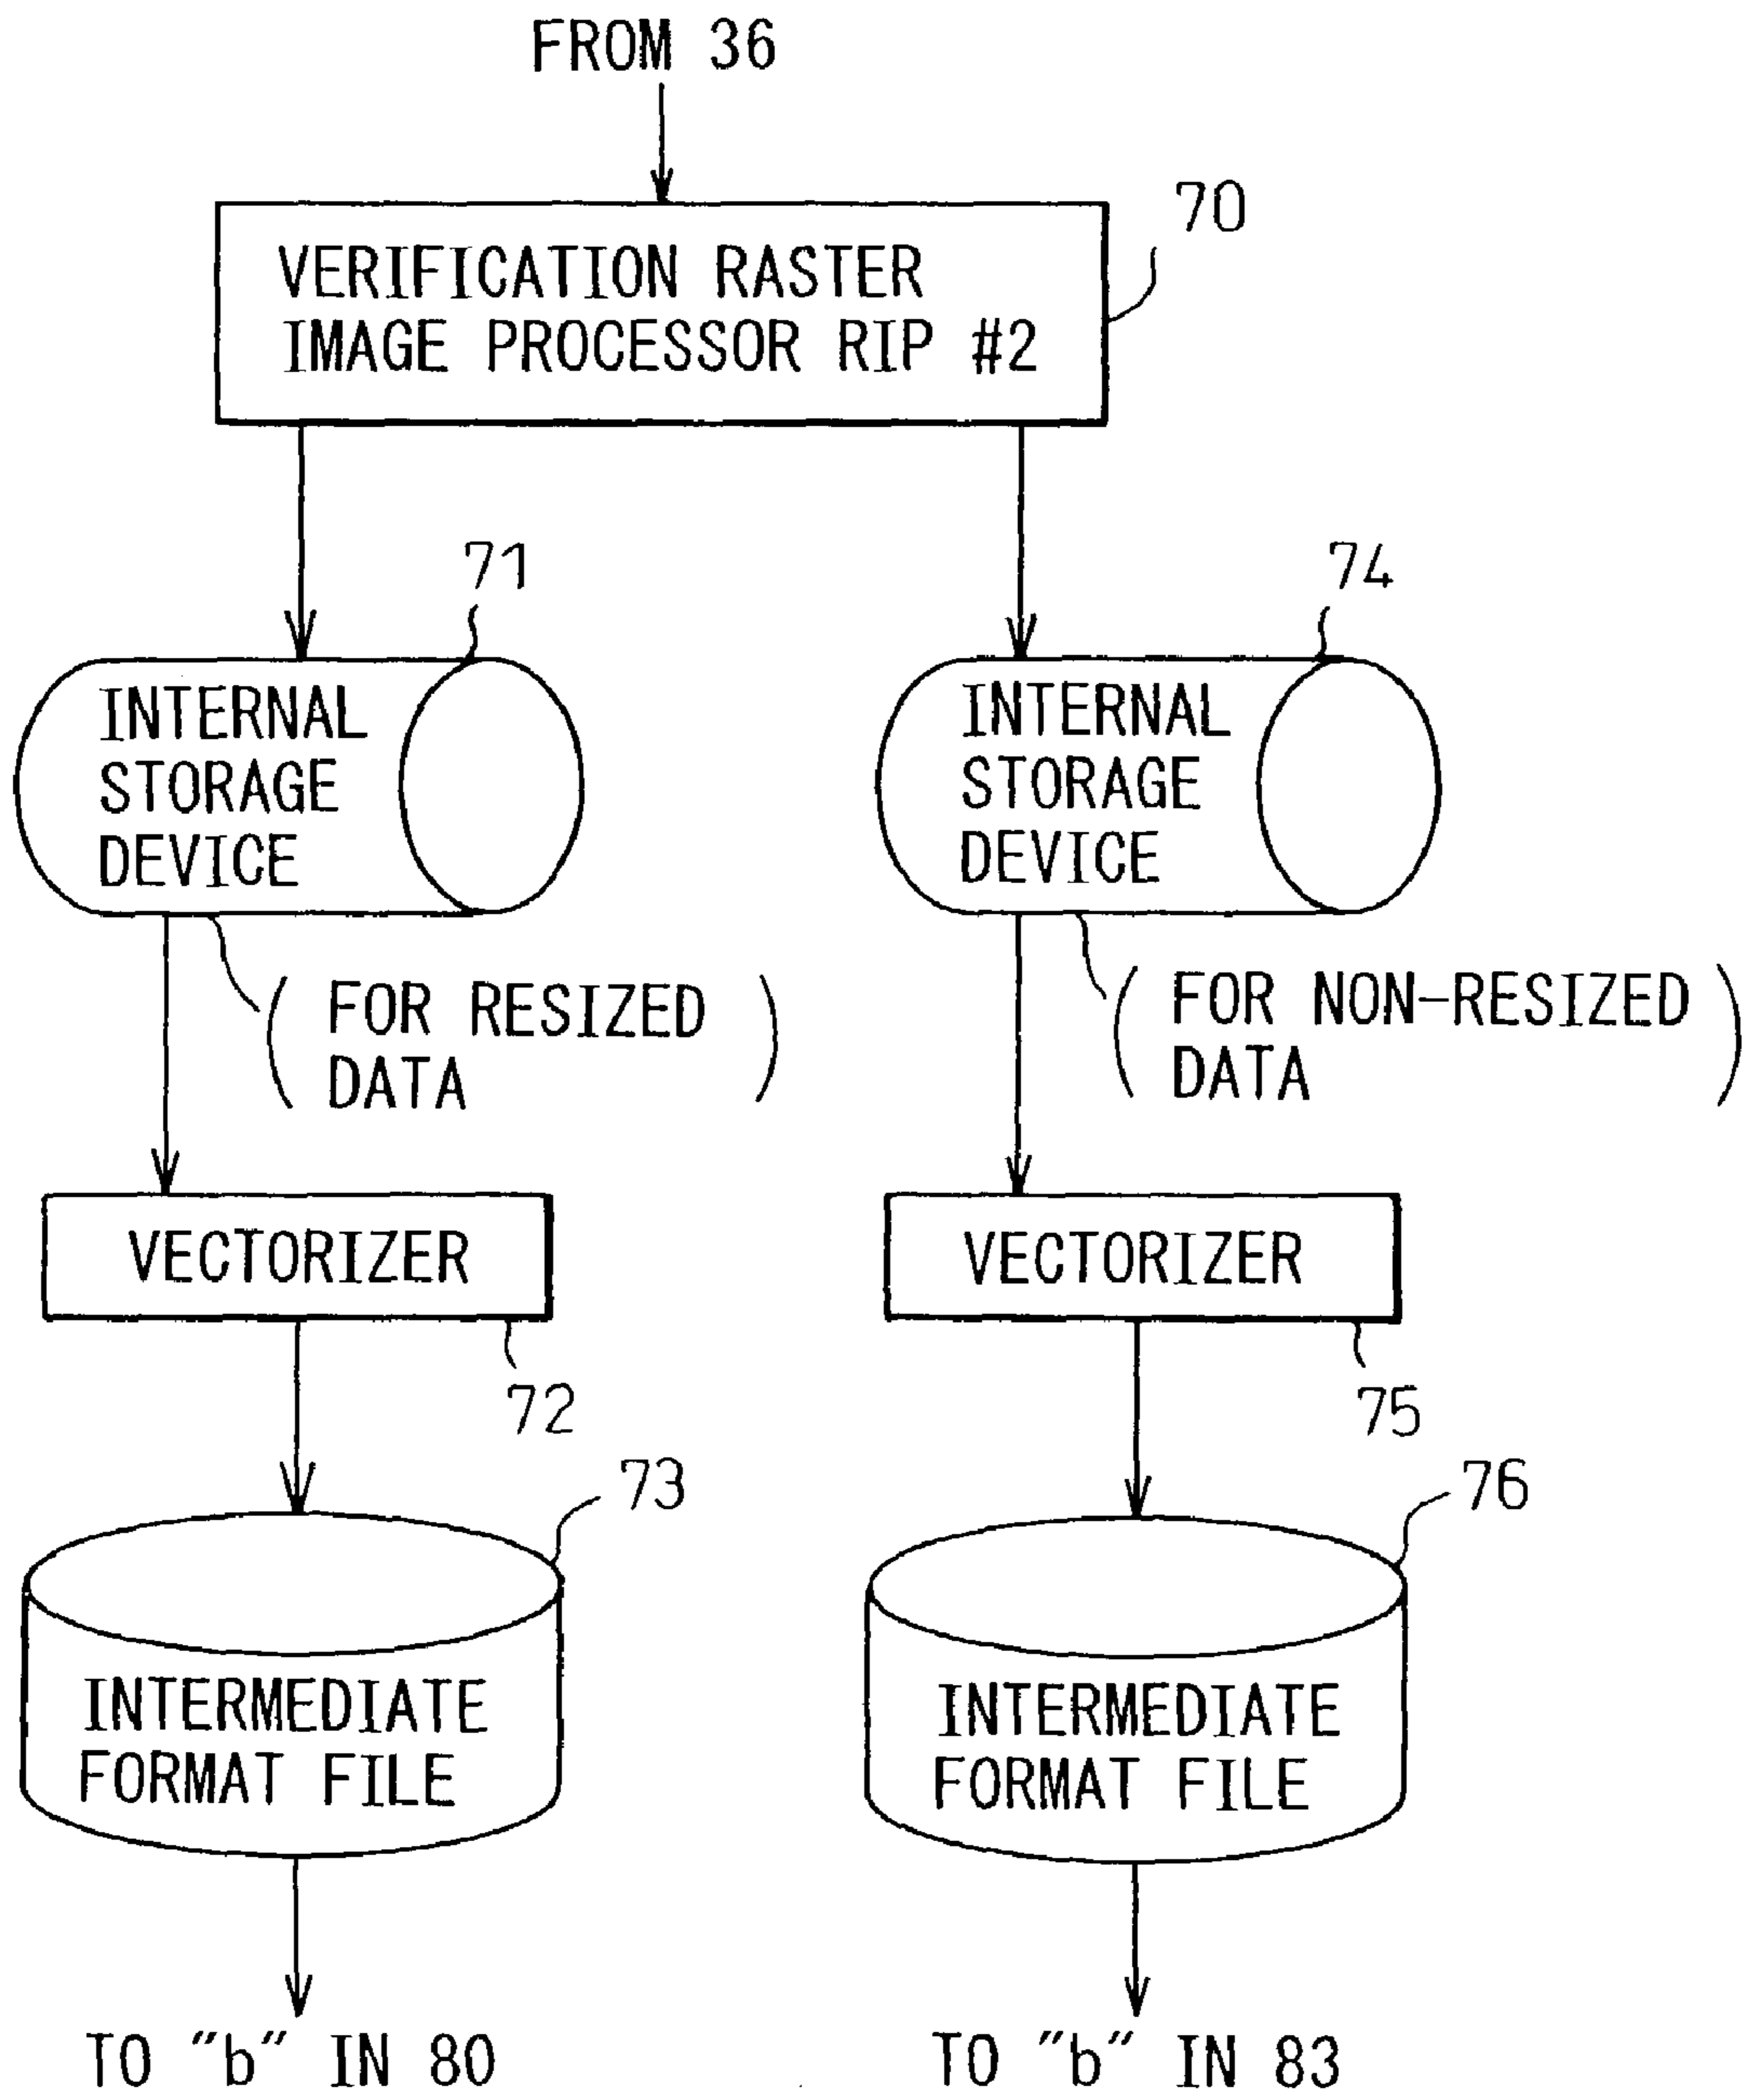 FROM 36
70
VERIFICATION RASTER
IMAGE PROCESSOR RIP #2
71
74
INTERNAL
STORAGE
DEVICE
INTERNAL
STORAGE
DEVICE
( FOR RESIZED
DATA )
( FOR NON-RESIZED
DATA )
VECTORIZER
VECTORIZER
72
75
73
76
INTERMEDIATE
FORMAT FILE
INTERMEDIATE
FORMAT FILE
TO "b" IN 80
TO "b" IN 83